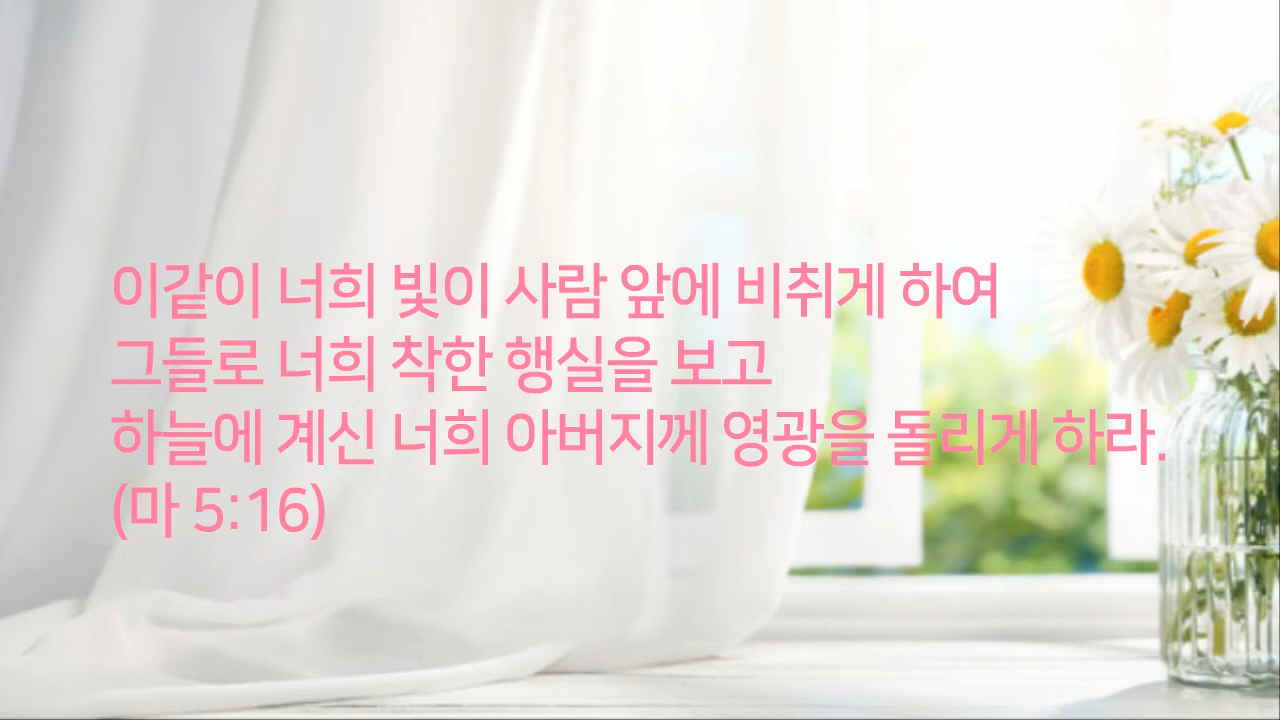 이같이 너희 빛이 사람 앞에 비취게 하여
그들로 너희 착한 행실을 보고
하늘에 계신 너희 아버지께 영광을 돌리게 하라.
(마 5:16)